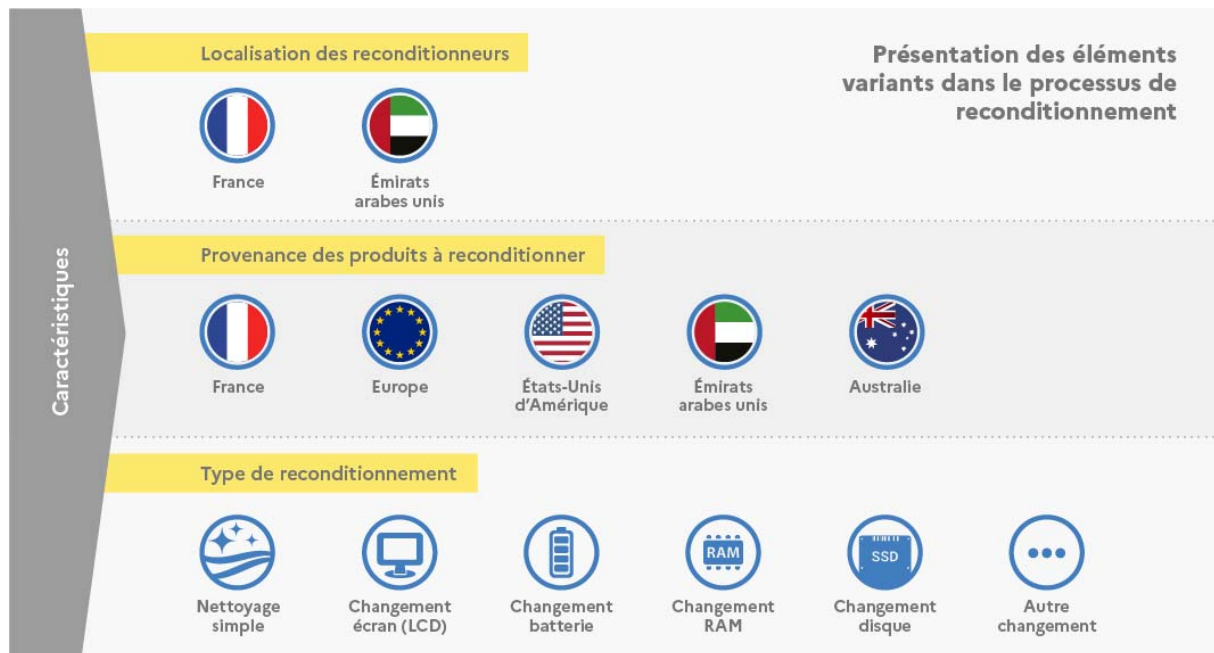 Localisation des reconditionneurs
Présentation des éléments
variants dans le processus de
reconditionnement
France
Émirats
arabes unis
Caractéristiques
Provenance des produits à reconditionner
France
Europe
États-Unis
d'Amérique
Émirats
arabes unis
Australie
Type de reconditionnement
RAM
SSD
Nettoyage
simple
Changement
écran (LCD)
Changement
batterie
Changement
RAM
Changement
disque
Autre
changement